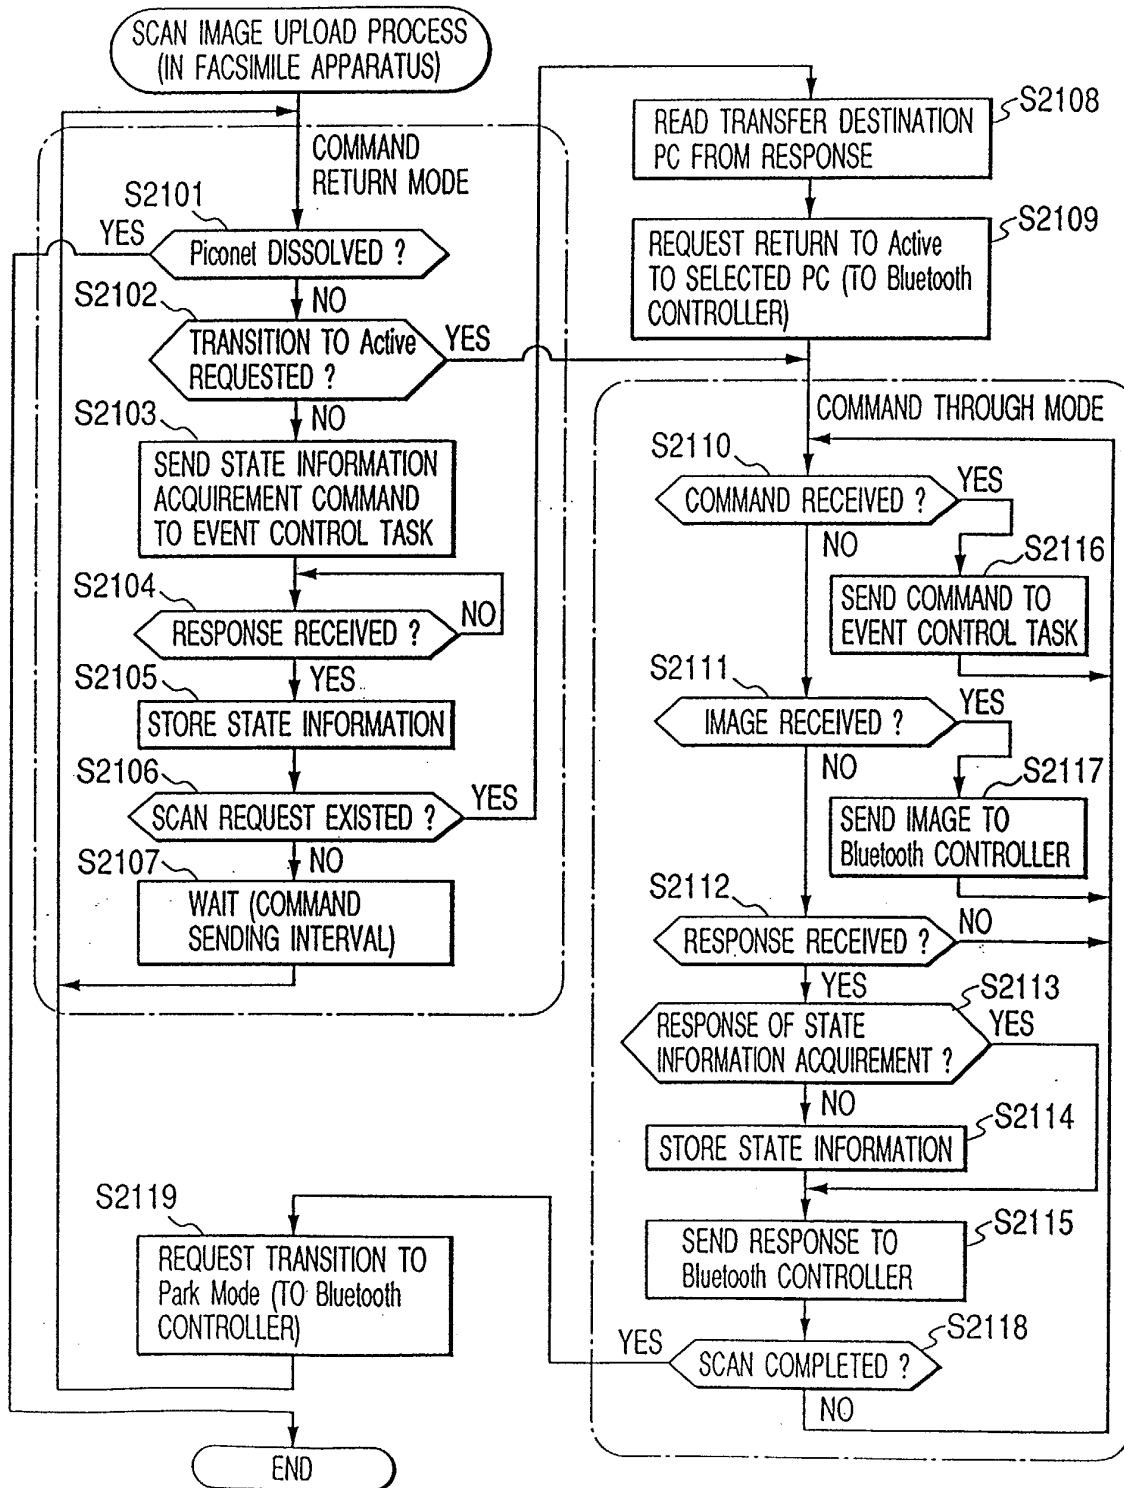 SCAN IMAGE UPLOAD PROCESS
(IN FACSIMILE APPARATUS)
COMMAND
RETURN MODE
S2101
YES
Piconet DISSOLVED ?
NO
S2102
TRANSITION TO Active
REQUESTED ?
YES
NO
S2103
SEND STATE INFORMATION
ACQUIREMENT COMMAND
TO EVENT CONTROL TASK
S2104
RESPONSE RECEIVED ?
NO
YES
S2105
STORE STATE INFORMATION
S2106
SCAN REQUEST EXISTED ?
YES
NO
S2107
WAIT (COMMAND
SENDING INTERVAL)
S2108
READ TRANSFER DESTINATION
PC FROM RESPONSE
S2109
REQUEST RETURN TO Active
TO SELECTED PC (TO Bluetooth
CONTROLLER)
COMMAND THROUGH MODE
S2110
COMMAND RECEIVED ?
YES
NO
S2116
SEND COMMAND TO
EVENT CONTROL TASK
S2111
IMAGE RECEIVED ?
YES
NO
S2117
SEND IMAGE TO
Bluetooth CONTROLLER
S2112
RESPONSE RECEIVED ?
NO
YES
S2113
RESPONSE OF STATE
INFORMATION ACQUIREMENT ?
YES
NO
S2114
STORE STATE INFORMATION
S2115
SEND RESPONSE TO
Bluetooth CONTROLLER
S2118
SCAN COMPLETED ?
YES
NO
S2119
REQUEST TRANSITION TO
Park Mode (TO Bluetooth
CONTROLLER)
END